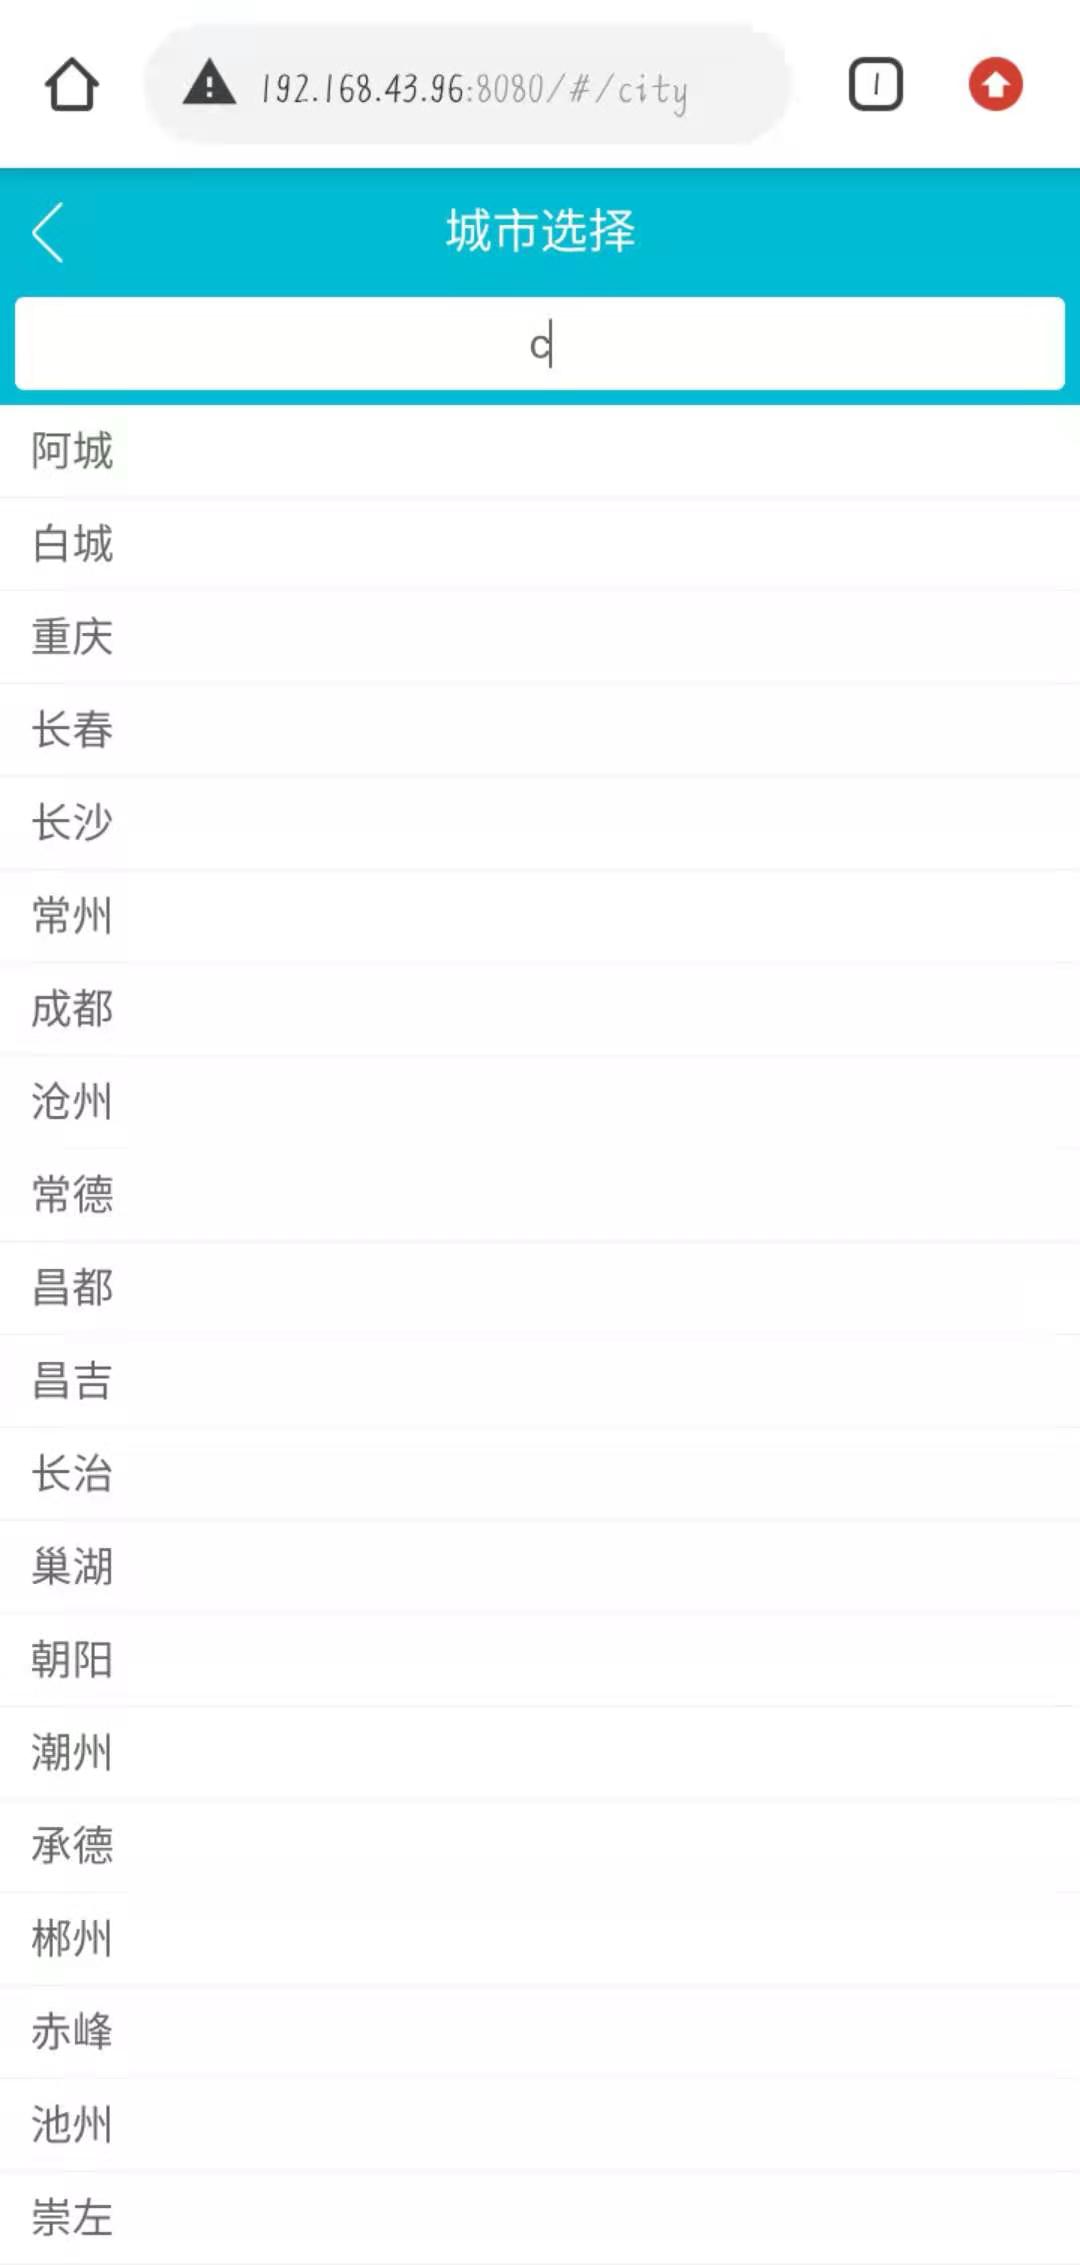 192.168.43.96:8080/#/city
1
城市选择
c
阿城
白城
重庆
长春
长沙
常州
成都
沧州
常德
昌都
昌吉
长治
巢湖
朝阳
潮州
承德
郴州
赤峰
池州
崇左